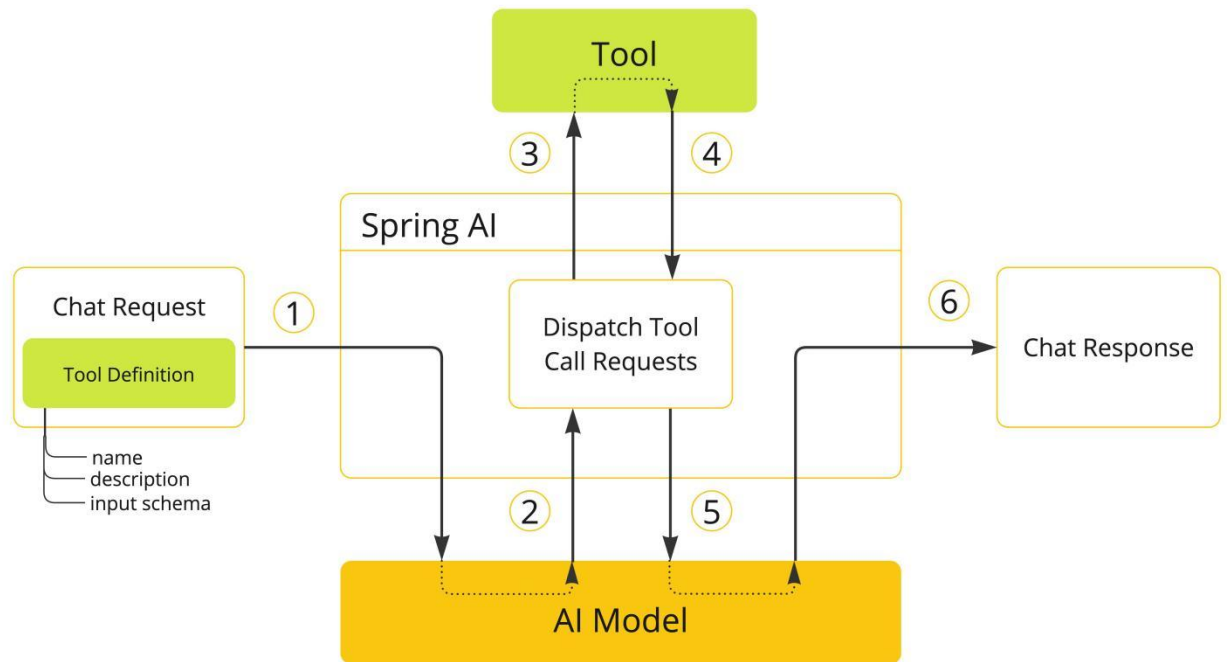 Tool
3
4
Spring AI
Chat Request
Tool Definition
name
description
input schema
1
Dispatch Tool
Call Requests
6
Chat Response
2
5
AI Model